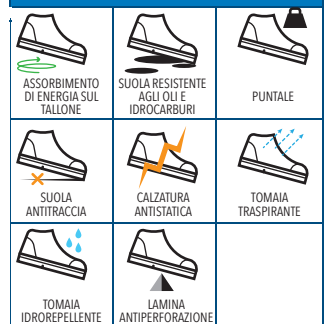 ASSORBIMENTO
DI ENERGIA SUL
TALLONE
SUOLA RESISTENTE
AGLI OLI E
IDROCARBURI
PUNTALE
SUOLA
ANTITRACCIA
CALZATURA
ANTISTATICA
TOMAIA
TRASPIRANTE
TOMAIA
IDROREPELLENTE
LAMINA
ANTIPERFORAZIONE